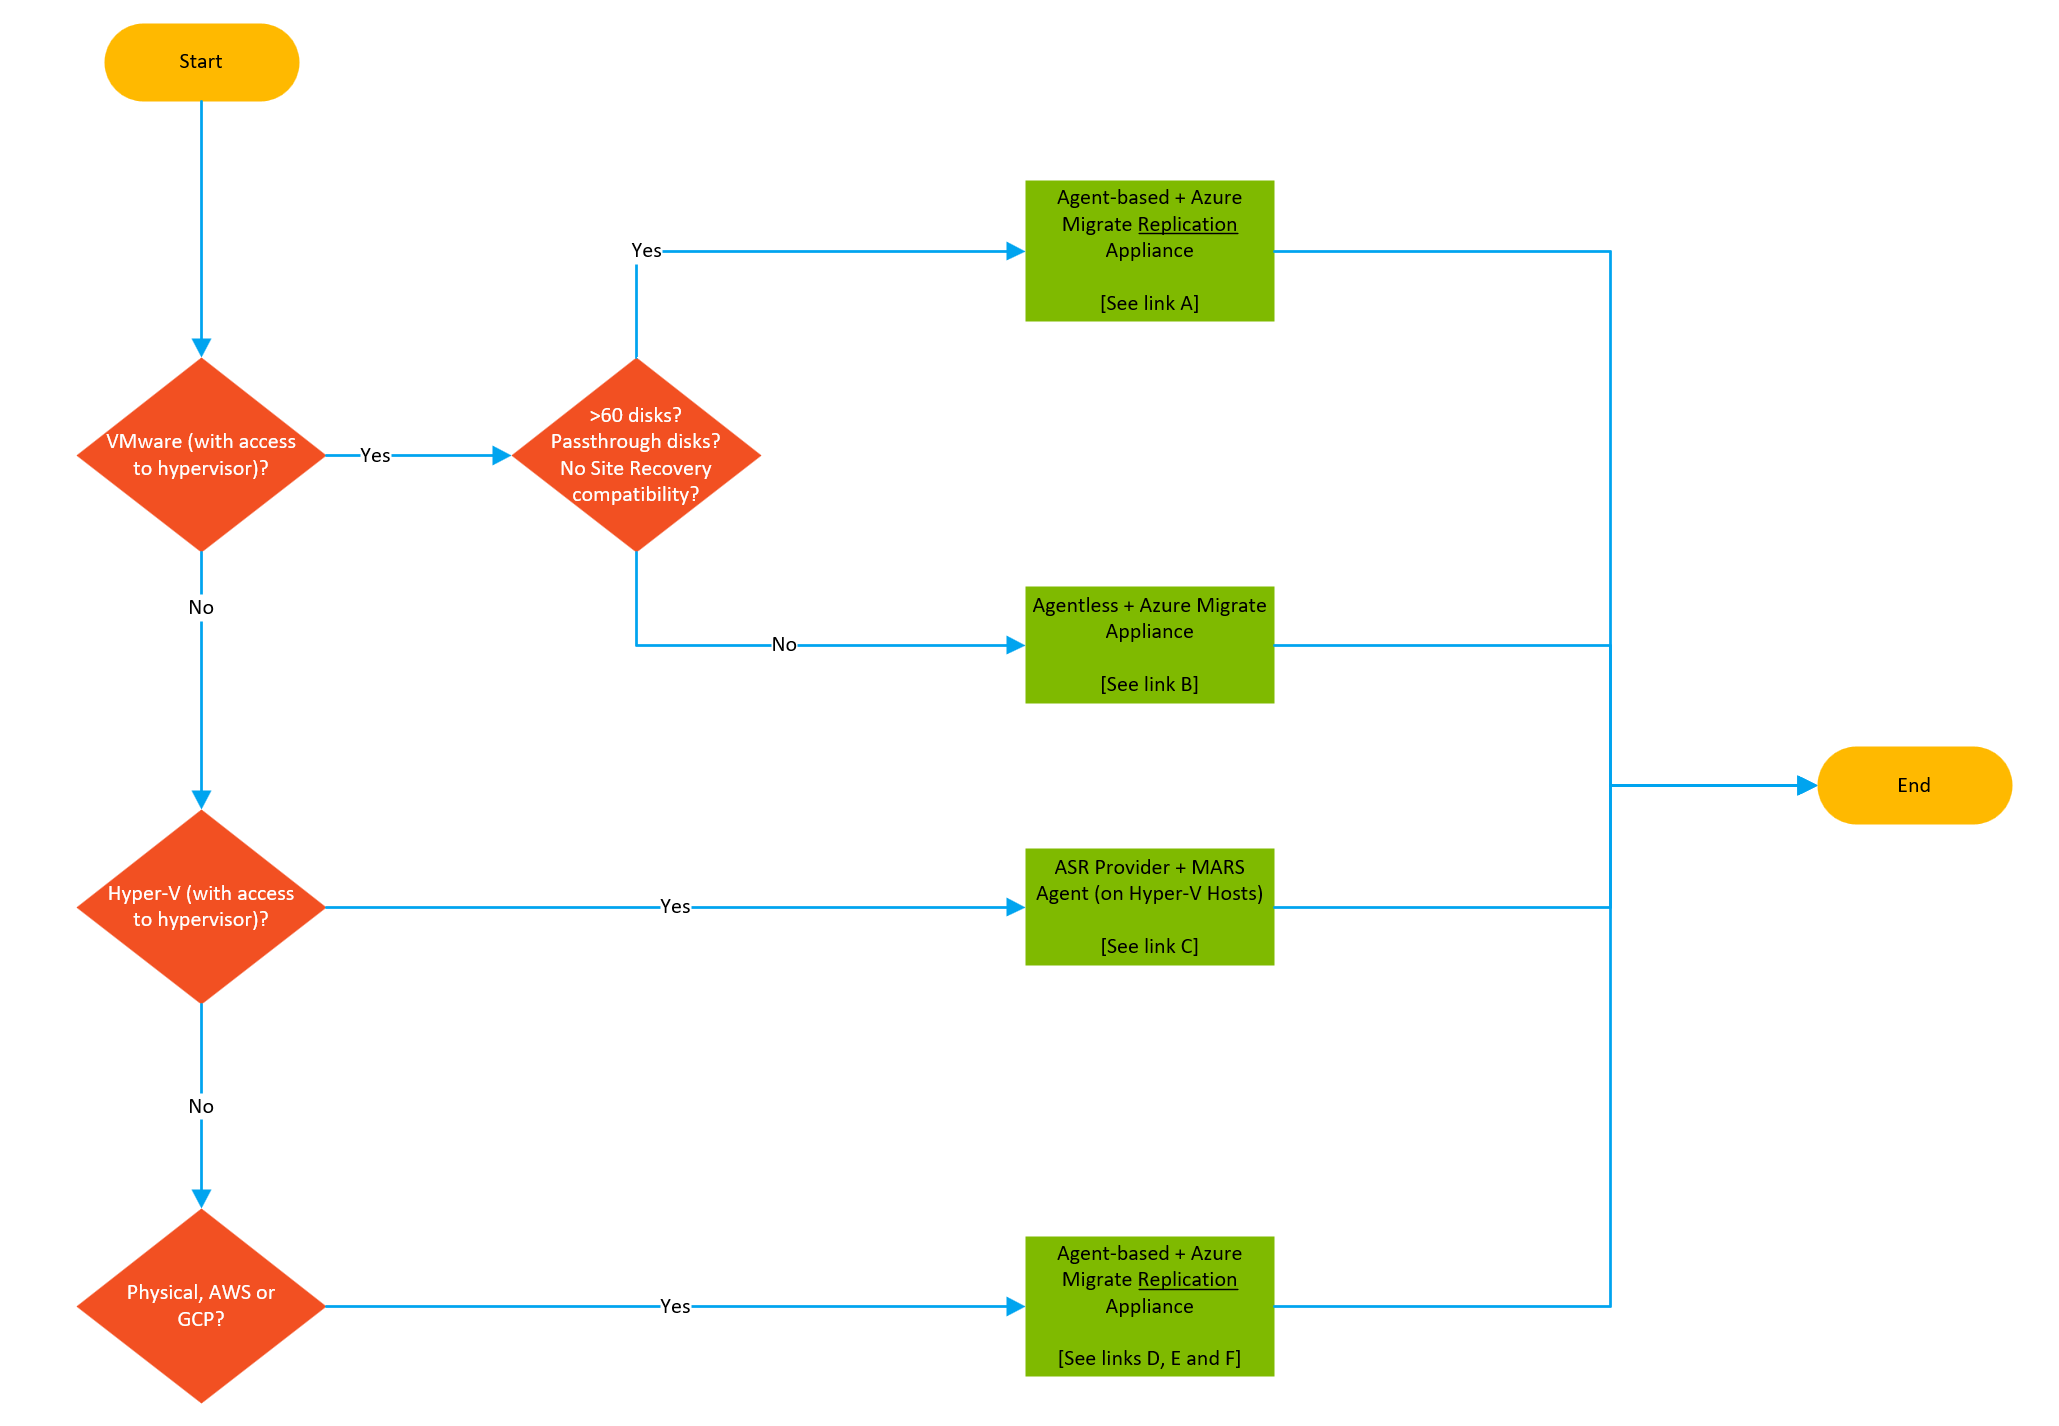 Start
Agent-based + Azure
Migrate Replication
Appliance
[See link A]
Yes
VMware (with access
to hypervisor)?
Yes
>60 disks?
Passthrough disks?
No Site Recovery
compatibility?
No
No
Agentless + Azure Migrate
Appliance
[See link B]
End
Hyper-V (with access
to hypervisor)?
Yes
ASR Provider + MARS
Agent (on Hyper-V Hosts)
[See link C]
No
Physical, AWS or
GCP?
Yes
Agent-based + Azure
Migrate Replication
Appliance
[See links D, E and F]